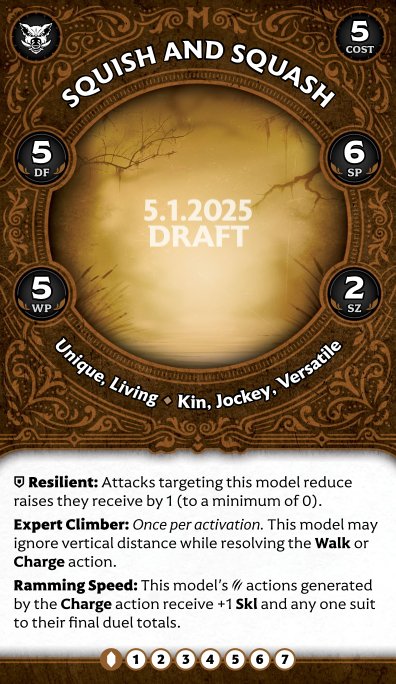 SQUISH AND SQUASH
5
COST
5
DF
6
SP
5.1.2025
DRAFT
5
WP
2
SZ
Unique, Living ◆ Kin, Jockey, Versatile
Resilient: Attacks targeting this model reduce
raises they receive by 1 (to a minimum of 0).
Expert Climber: Once per activation. This model may
ignore vertical distance while resolving the Walk or
Charge action.
Ramming Speed: This model's actions generated
by the Charge action receive +1 Skl and any one suit
to their final duel totals.
1 2 3 4 5 6 7